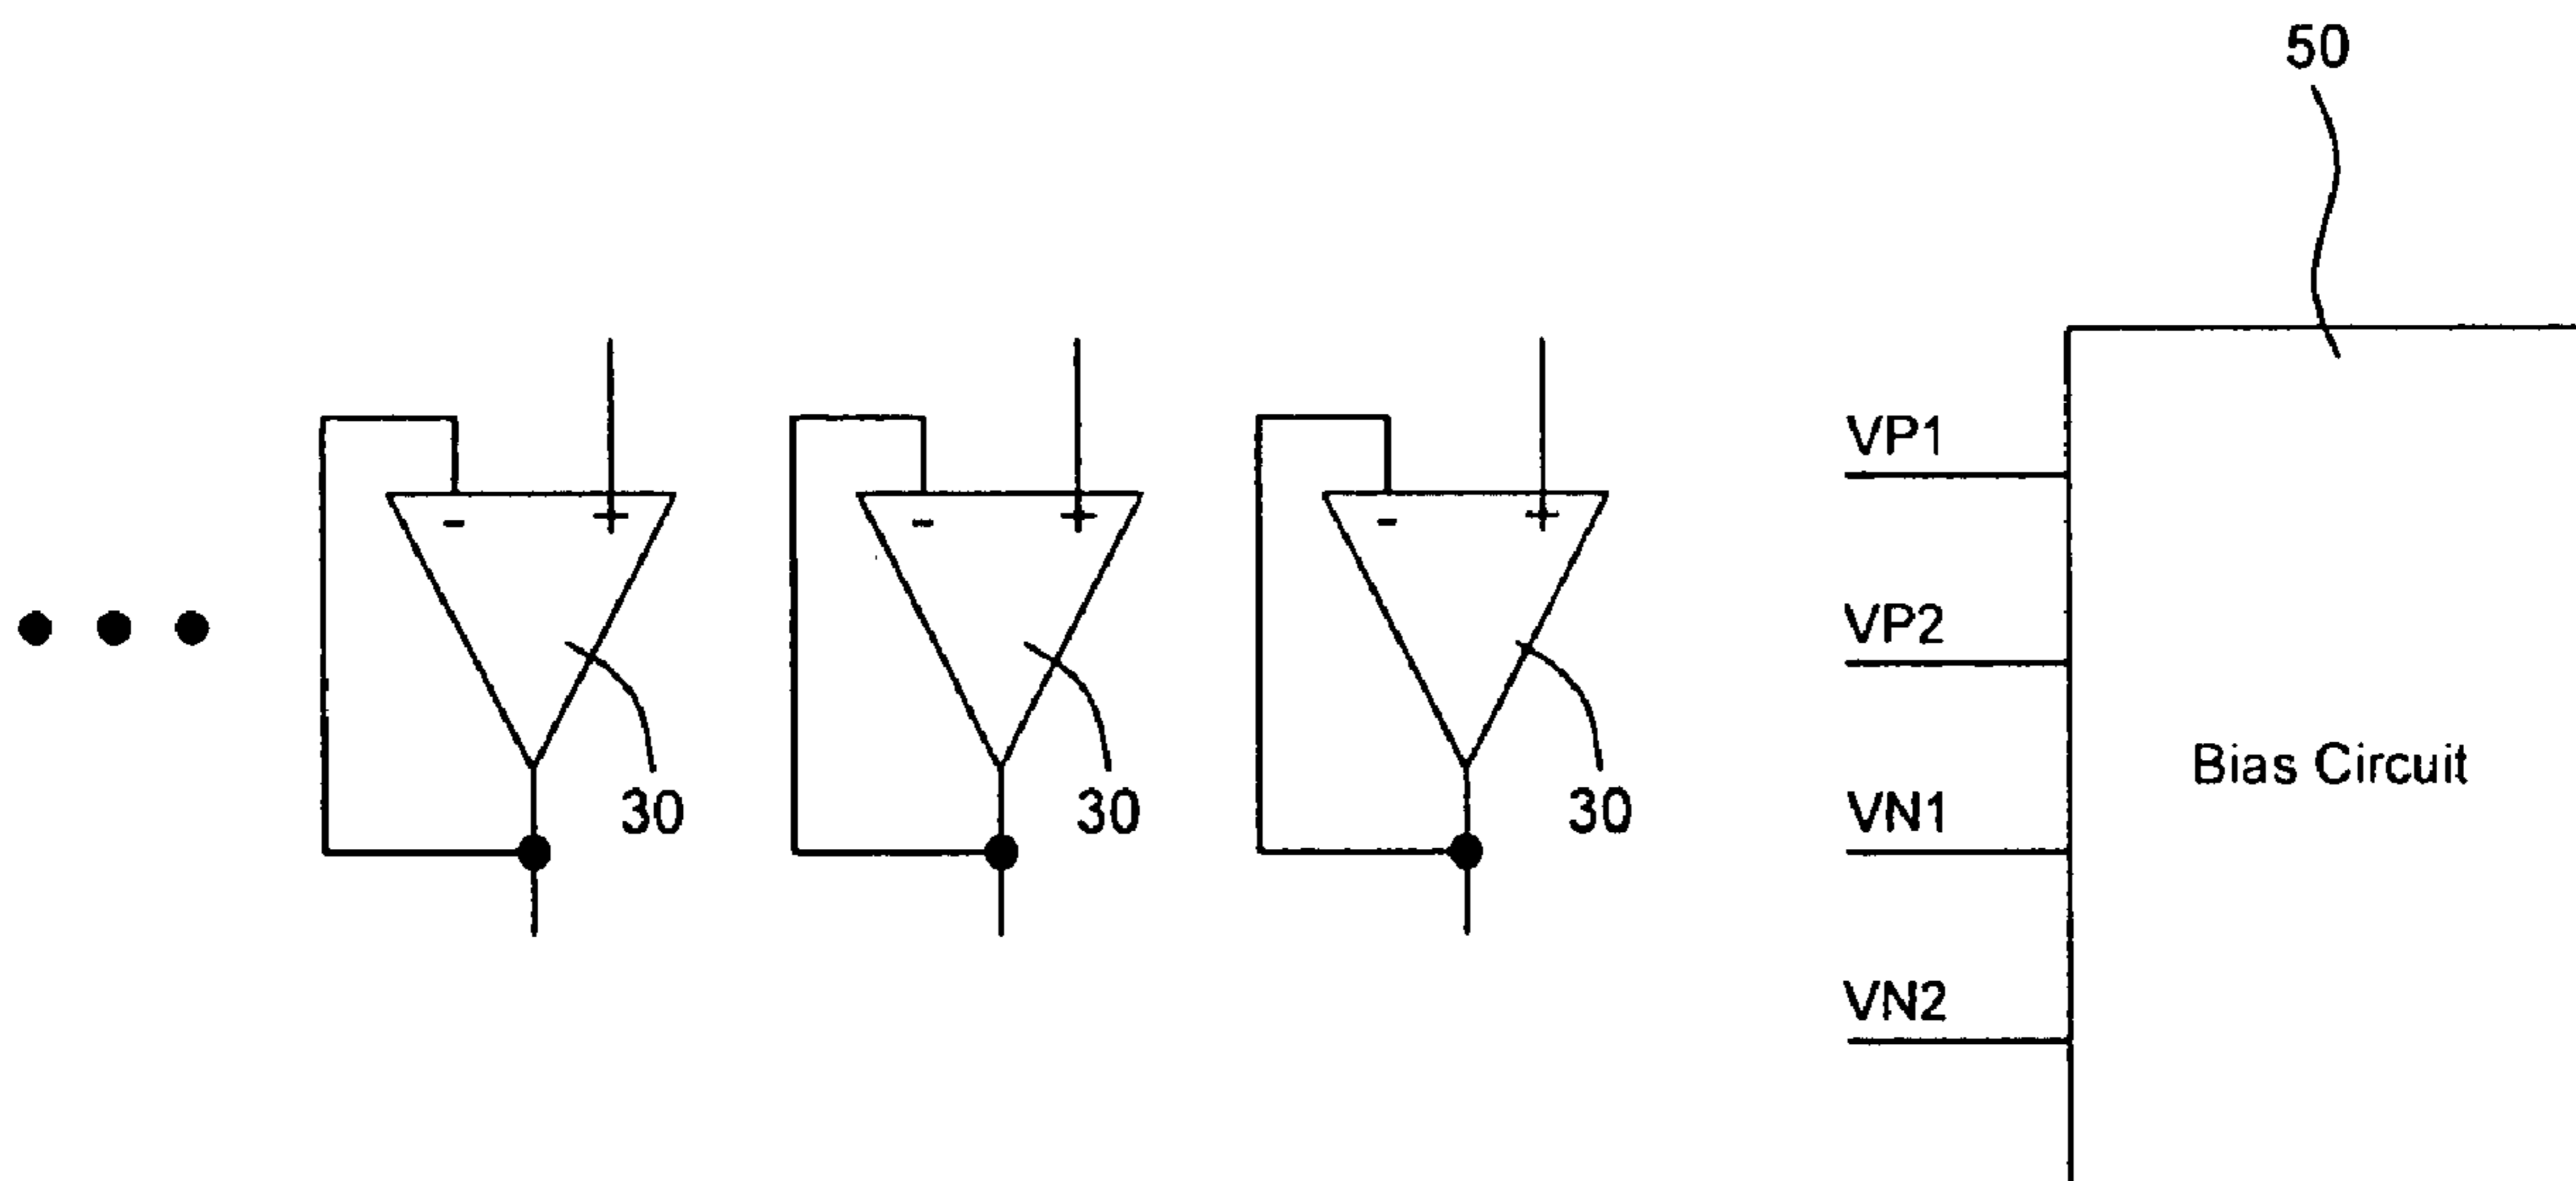 50
VP1
- + - + - +
VP2
Bias Circuit
30 30 30
VN1
VN2